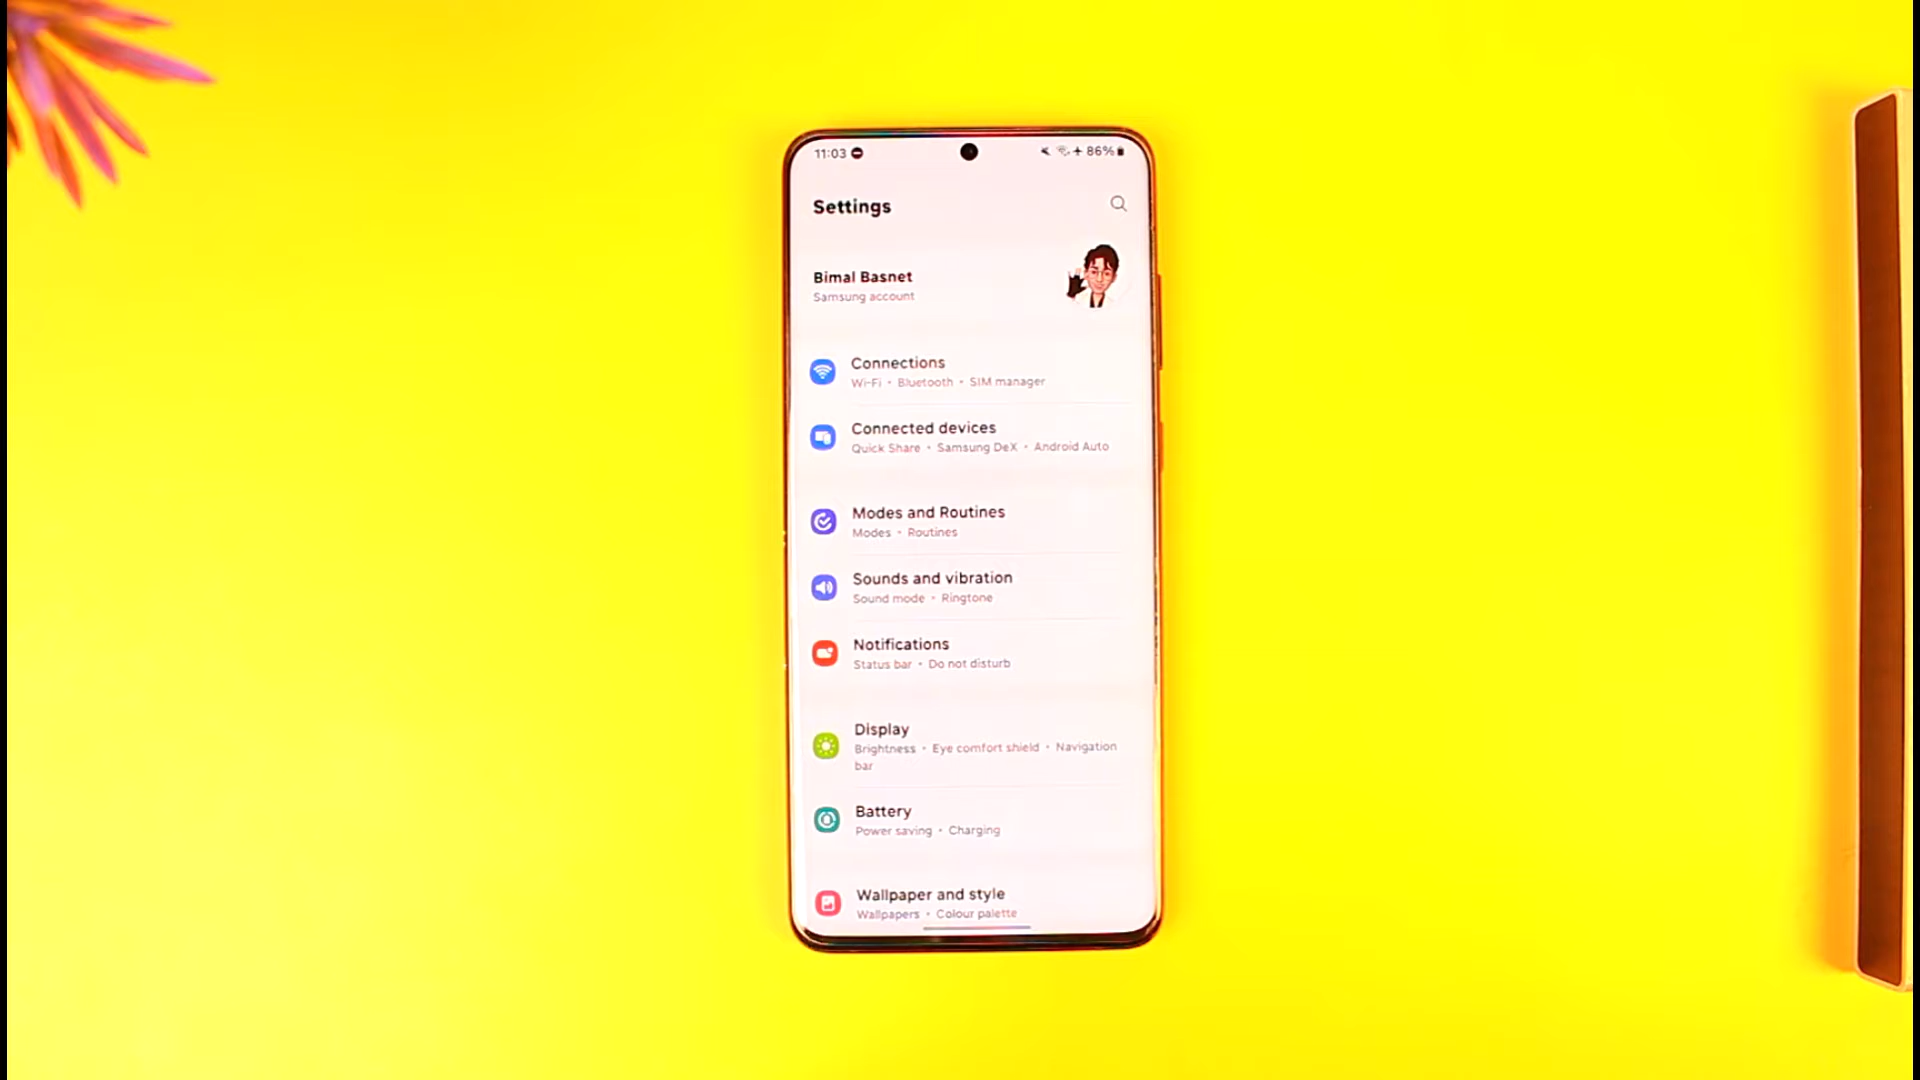 11:03 86%
Settings
Bimal Basnet
Samsung account
Connections
Wi-Fi • Bluetooth • SIM manager
Connected devices
Quick Share • Samsung DeX • Android Auto
Modes and Routines
Modes • Routines
Sounds and vibration
Sound mode • Ringtone
Notifications
Status bar • Do not disturb
Display
Brightness • Eye comfort shield • Navigation
bar
Battery
Power saving • Charging
Wallpaper and style
Wallpapers • Colour palette